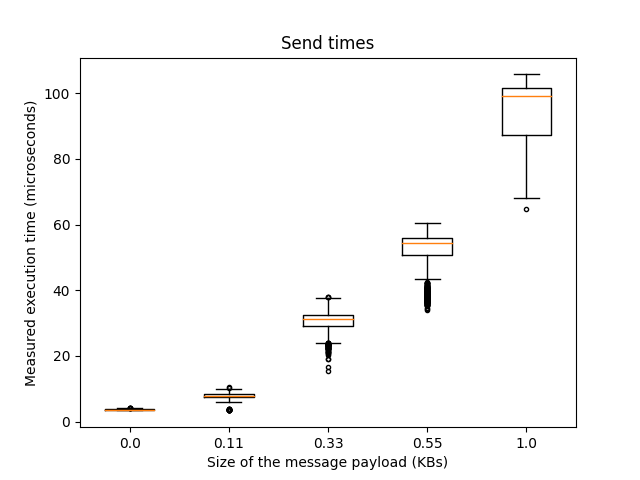 Send times
Measured execution time (microseconds)
100
80
60
40
20
0
0.0 0.11 0.33 0.55 1.0
Size of the message payload (KBs)